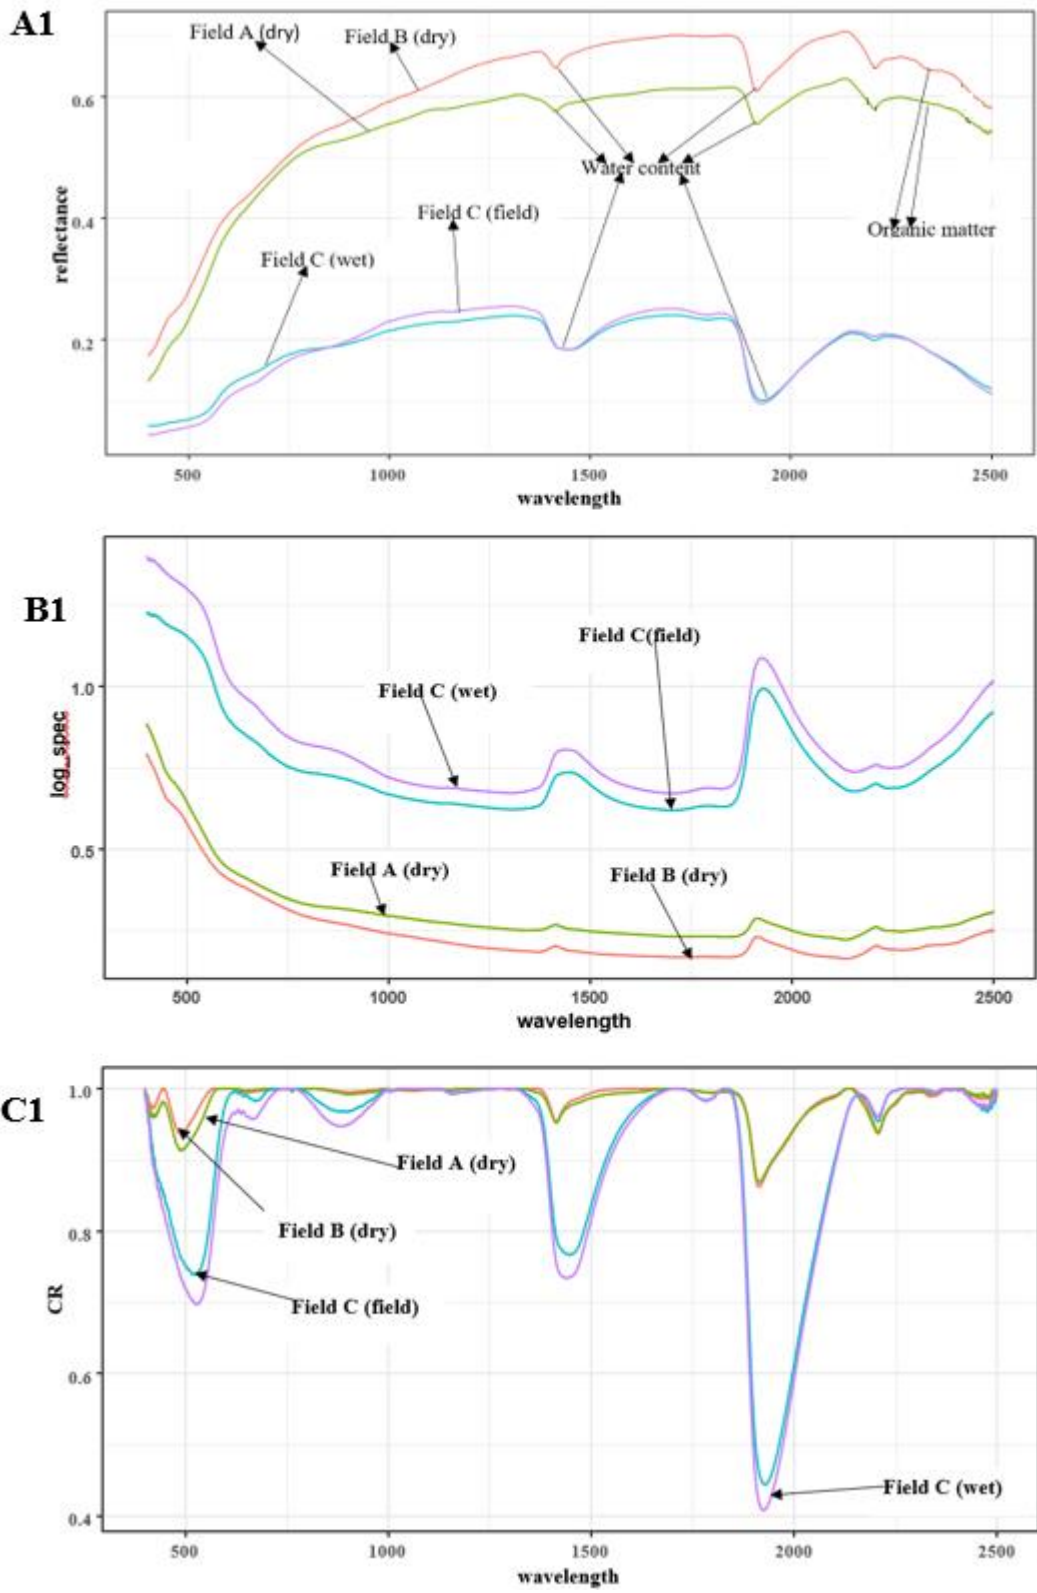 A1
Field A (dry)
Field B (dry)
0.6
Water content
0.4
Field C (field)
Organic matter
Field C (wet)
reflectance
0.2
500
1000
1500
2000
2500
wavelength
B1
Field C(field)
Field C (wet)
1.0
log_spec
0.5
Field A (dry)
Field B (dry)
500
1000
1500
2000
2500
wavelength
C1
1.0
Field A (dry)
0.8
Field B (dry)
CR
Field C (field)
0.6
Field C (wet)
0.4
500
1000
1500
2000
2500
wavelength